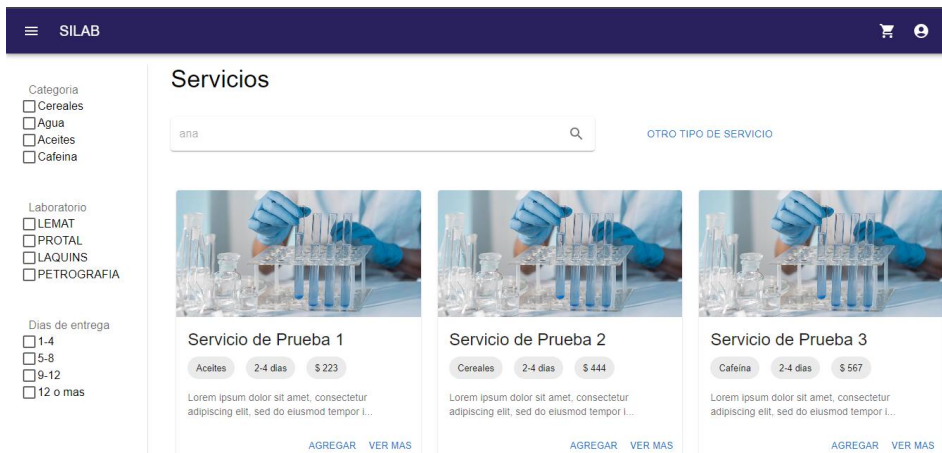 SILAB
Categoria
Cereales
Agua
Aceites
Cafeina
Laboratorio
LEMAT
PROTAL
LAQUINS
PETROGRAFIA
Dias de entrega
1-4
5-8
9-12
12 o mas
Servicios
ana
OTRO TIPO DE SERVICIO
Servicio de Prueba 1
Aceites 2-4 dias $ 223
Lorem ipsum dolor sit amet, consectetur
adipiscing elit, sed do eiusmod tempor i...
AGREGAR VER MAS
Servicio de Prueba 2
Cereales 2-4 dias $ 444
Lorem ipsum dolor sit amet, consectetur
adipiscing elit, sed do eiusmod tempor i...
AGREGAR VER MAS
Servicio de Prueba 3
Cafeína 2-4 dias $ 567
Lorem ipsum dolor sit amet, consectetur
adipiscing elit, sed do eiusmod tempor i...
AGREGAR VER MAS